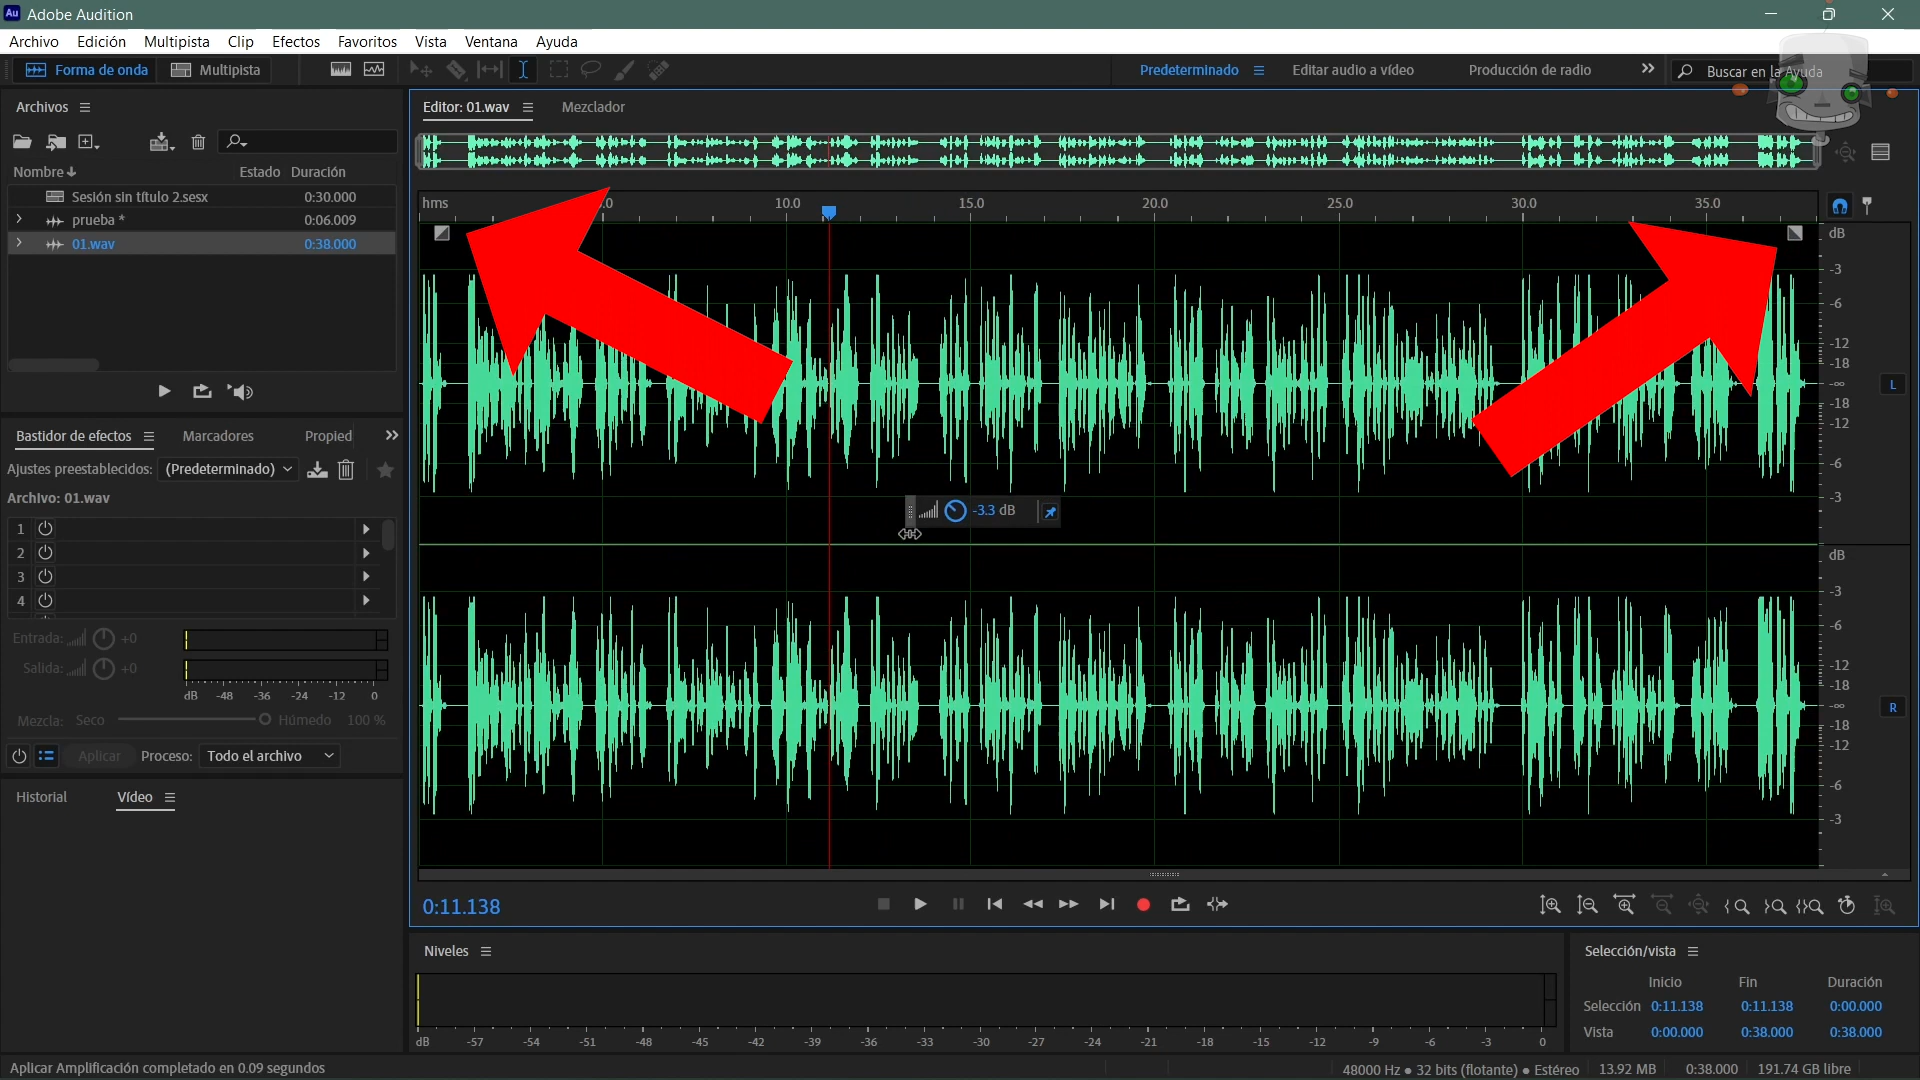 Au Adobe Audition
Archivo Edición Multipista Clip Efectos Favoritos Vista Ventana Ayuda
Forma de onda Multipista Predeterminado Editar audio a vídeo Producción de radio Buscar en la Ayuda
Archivos
Nombre Estado Duración
Sesión sin título 2.sesx 0:30.000
prueba * 0:06.009
01.wav 0:38.000
Editor: 01.wav Mezclador
hms .0 10.0 15.0 20.0 25.0 30.0 35.0
dB
-3
-6
-12
-18
-∞
-18
-12
-6
-3
L
-3.3 dB
dB
-3
-6
-12
-18
-∞
-18
-12
-6
-3
R
Bastidor de efectos Marcadores Propied
Ajustes preestablecidos: (Predeterminado)
Archivo: 01.wav
1
2
3
4
Entrada: +0
Salida: +0
dB -48 -36 -24 -12 0
Mezcla: Seco Húmedo 100 %
Aplicar Proceso: Todo el archivo
Historial Vídeo
0:11.138
Niveles
dB -57 -54 -51 -48 -45 -42 -39 -36 -33 -30 -27 -24 -21 -18 -15 -12 -9 -6 -3 0
Selección/vista
Inicio Fin Duración
Selección 0:11.138 0:11.138 0:00.000
Vista 0:00.000 0:38.000 0:38.000
Aplicar Amplificación completado en 0.09 segundos
48000 Hz ● 32 bits (flotante) ● Estéreo 13.92 MB 0:38.000 191.74 GB libre